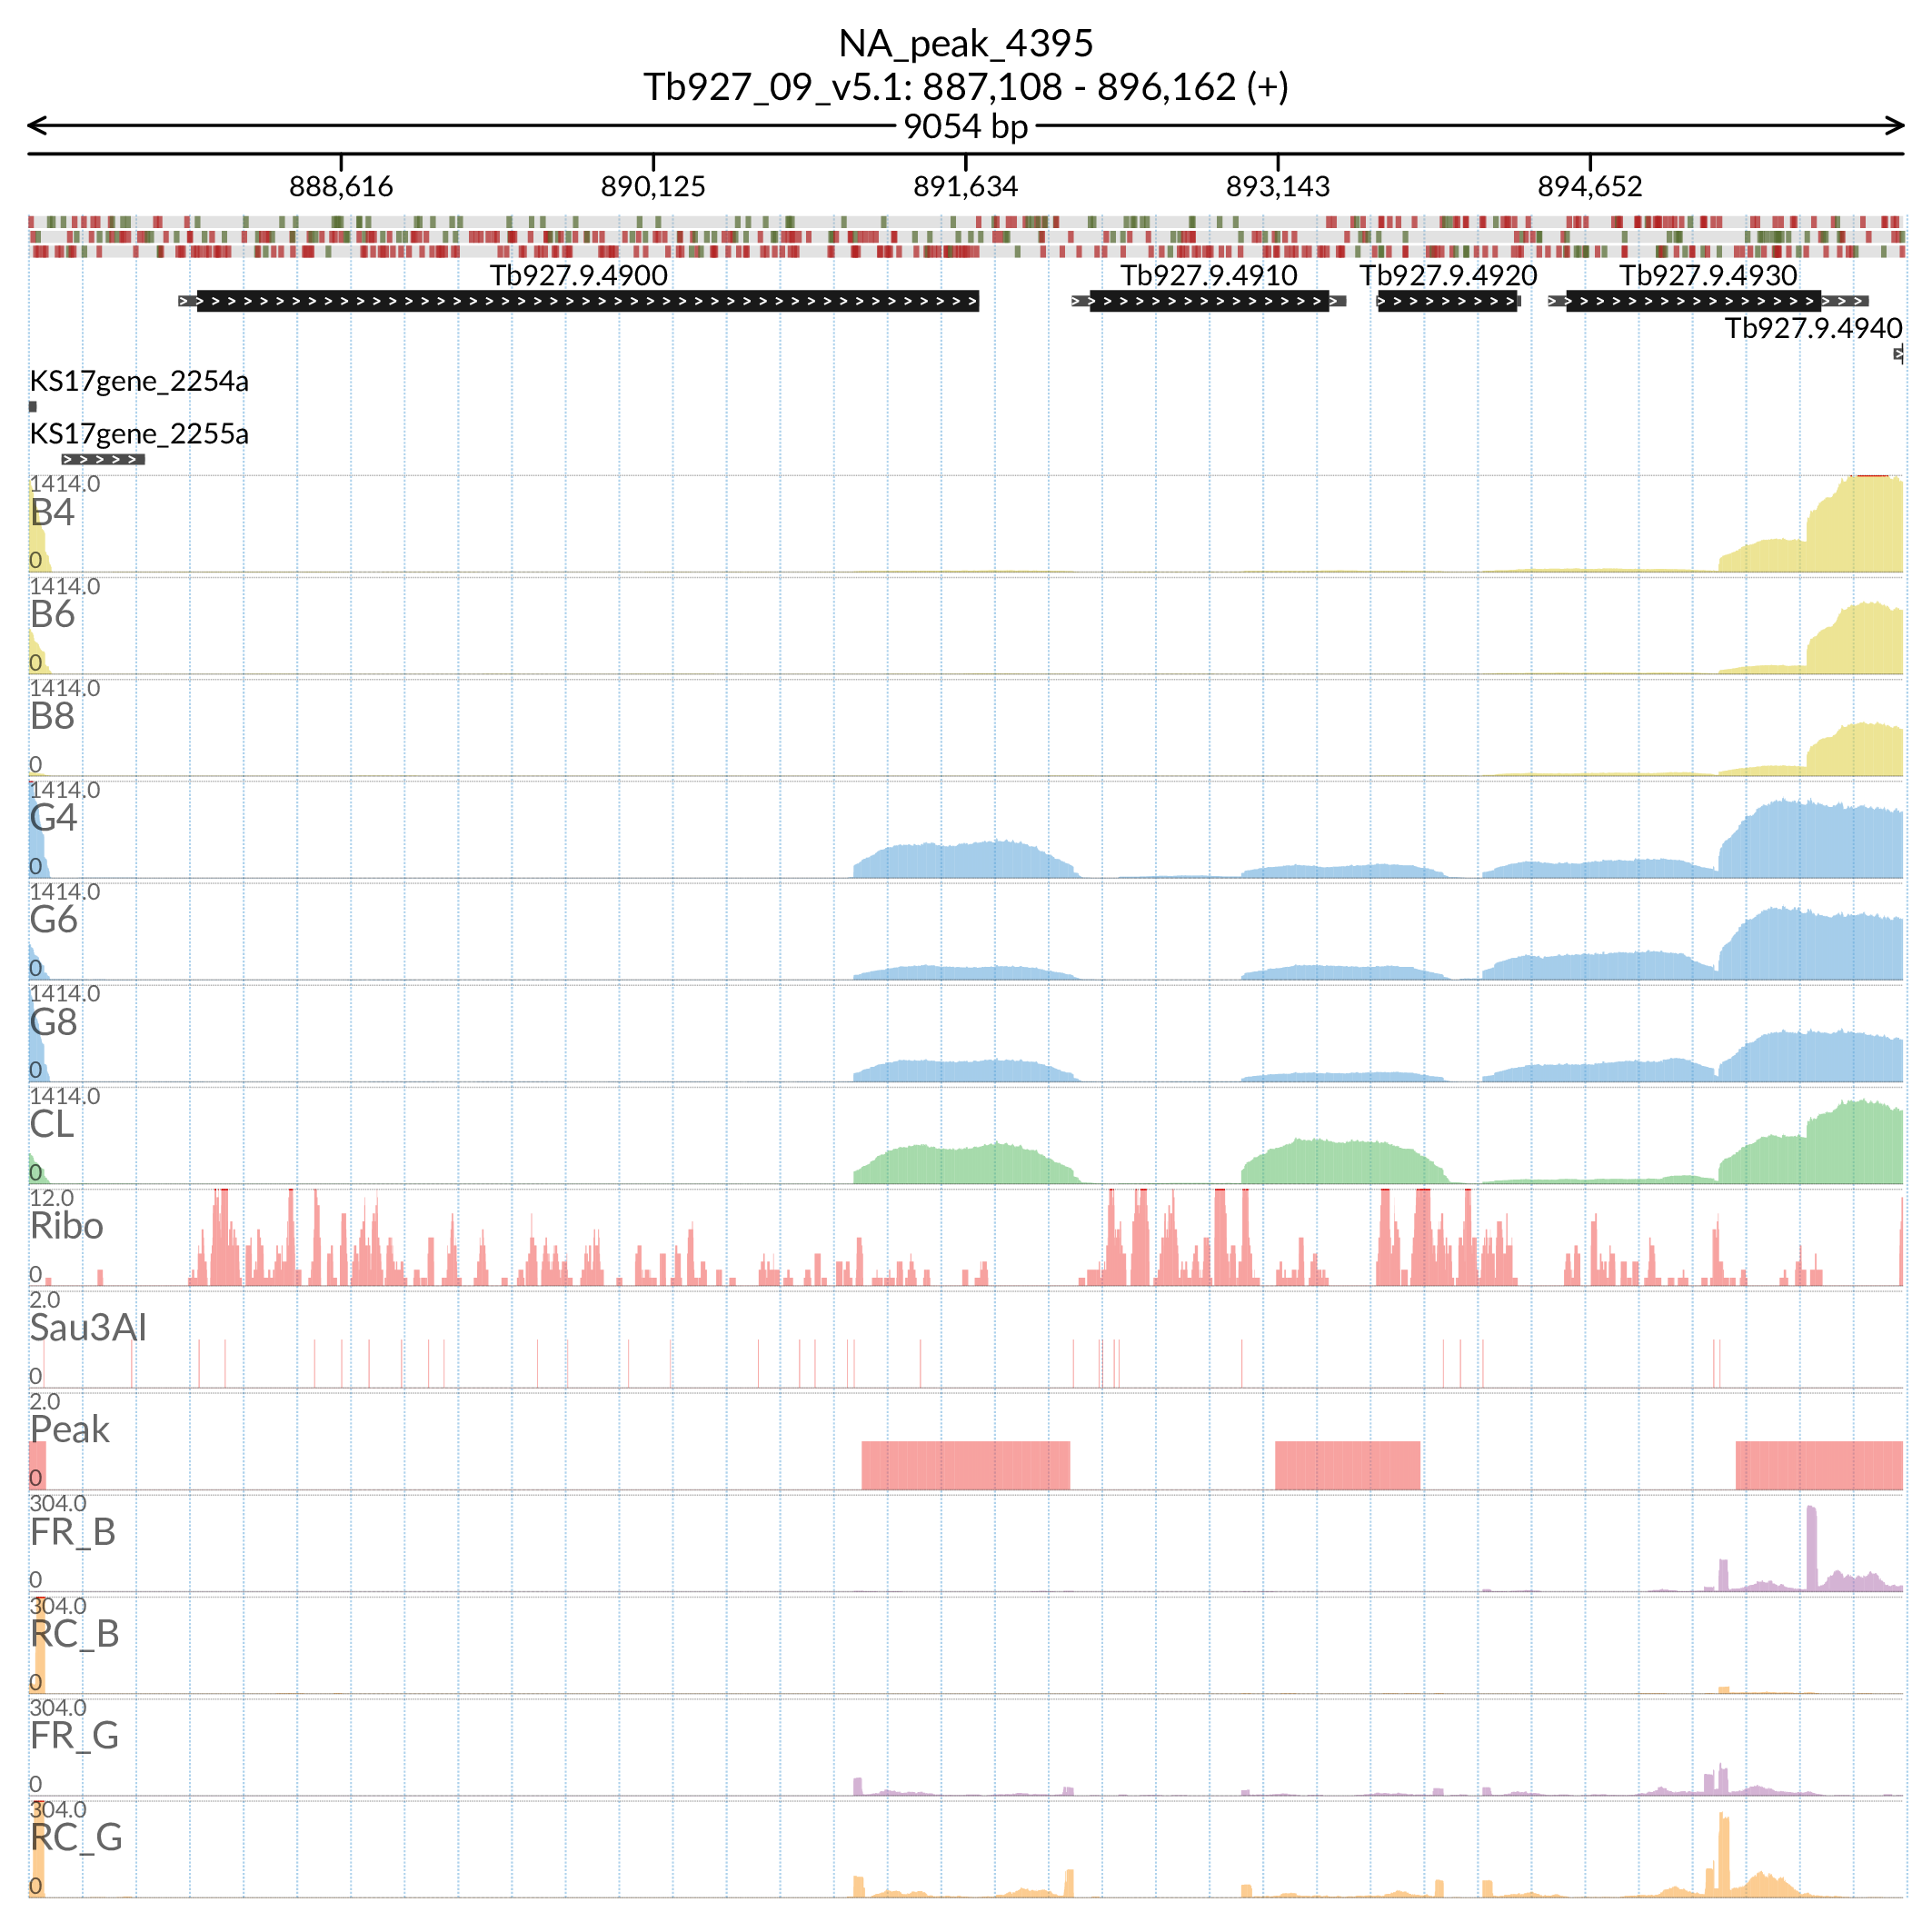 NA_peak_4395
Tb927_09_v5.1: 887,108 - 896,162 (+)
9054 bp
888,616 890,125 891,634 893,143 894,652
Tb927.9.4900 Tb927.9.4910 Tb927.9.4920 Tb927.9.4930
Tb927.9.4940
KS17gene_2254a
KS17gene_2255a
1414.0
B4
0
1414.0
B6
0
1414.0
B8
0
1414.0
G4
0
1414.0
G6
0
1414.0
G8
0
1414.0
CL
0
12.0
Ribo
0
2.0
Sau3AI
0
2.0
Peak
0
304.0
FR_B
0
304.0
RC_B
0
304.0
FR_G
0
304.0
RC_G
0